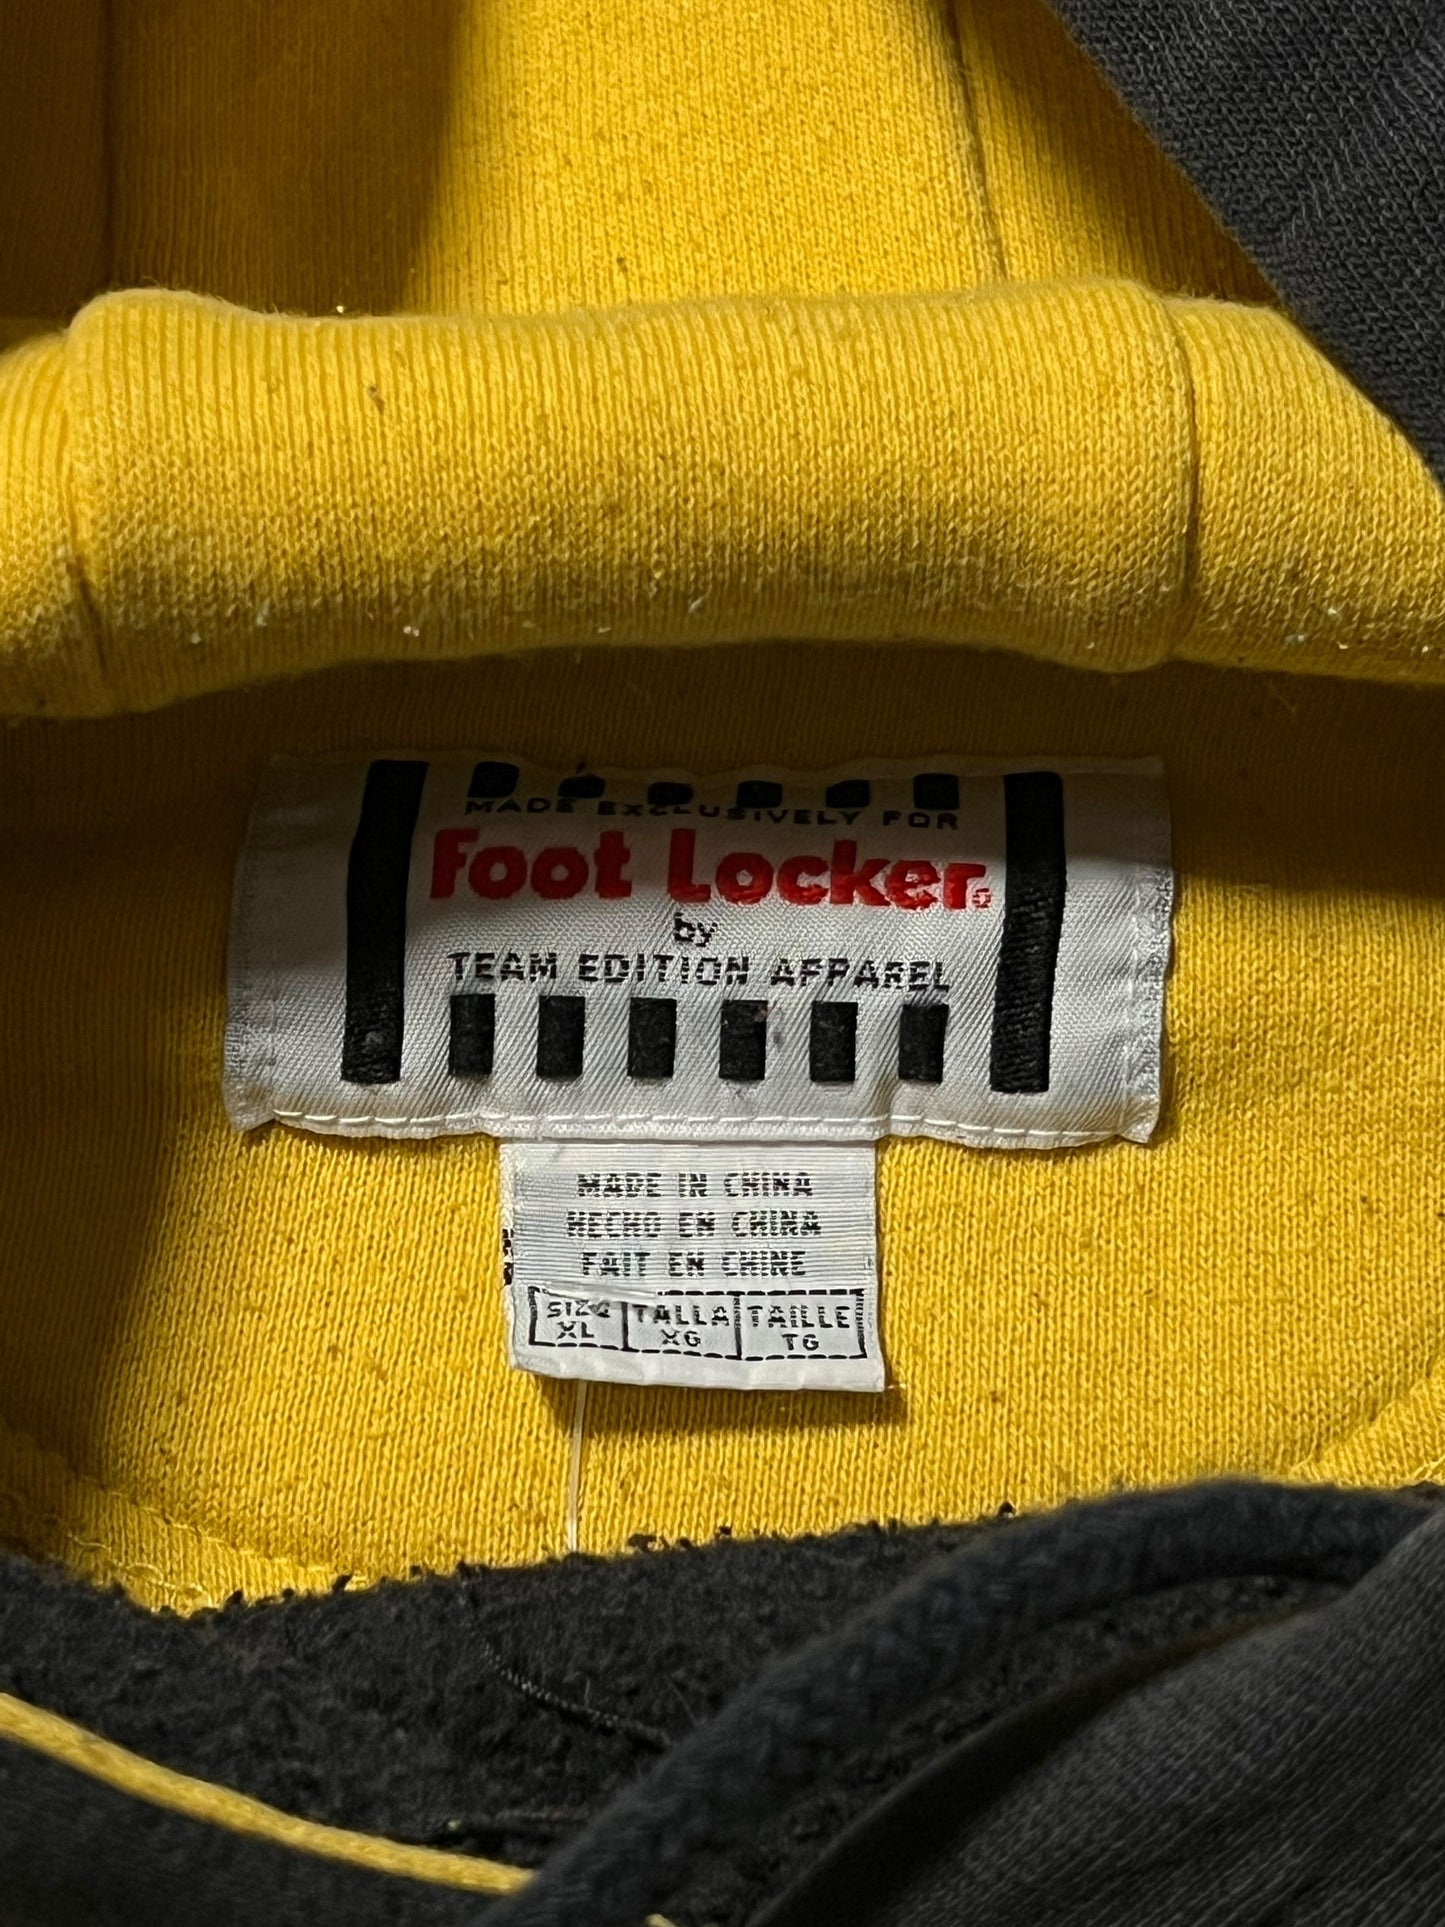 MADE EXCLUSIVELY FOR
Foot Locker
by
TEAM EDITION APPAREL
MADE IN CHINA
HECHO EN CHINA
FAIT EN CHINE
SIZE TALLA TAILLE
XL XG TG